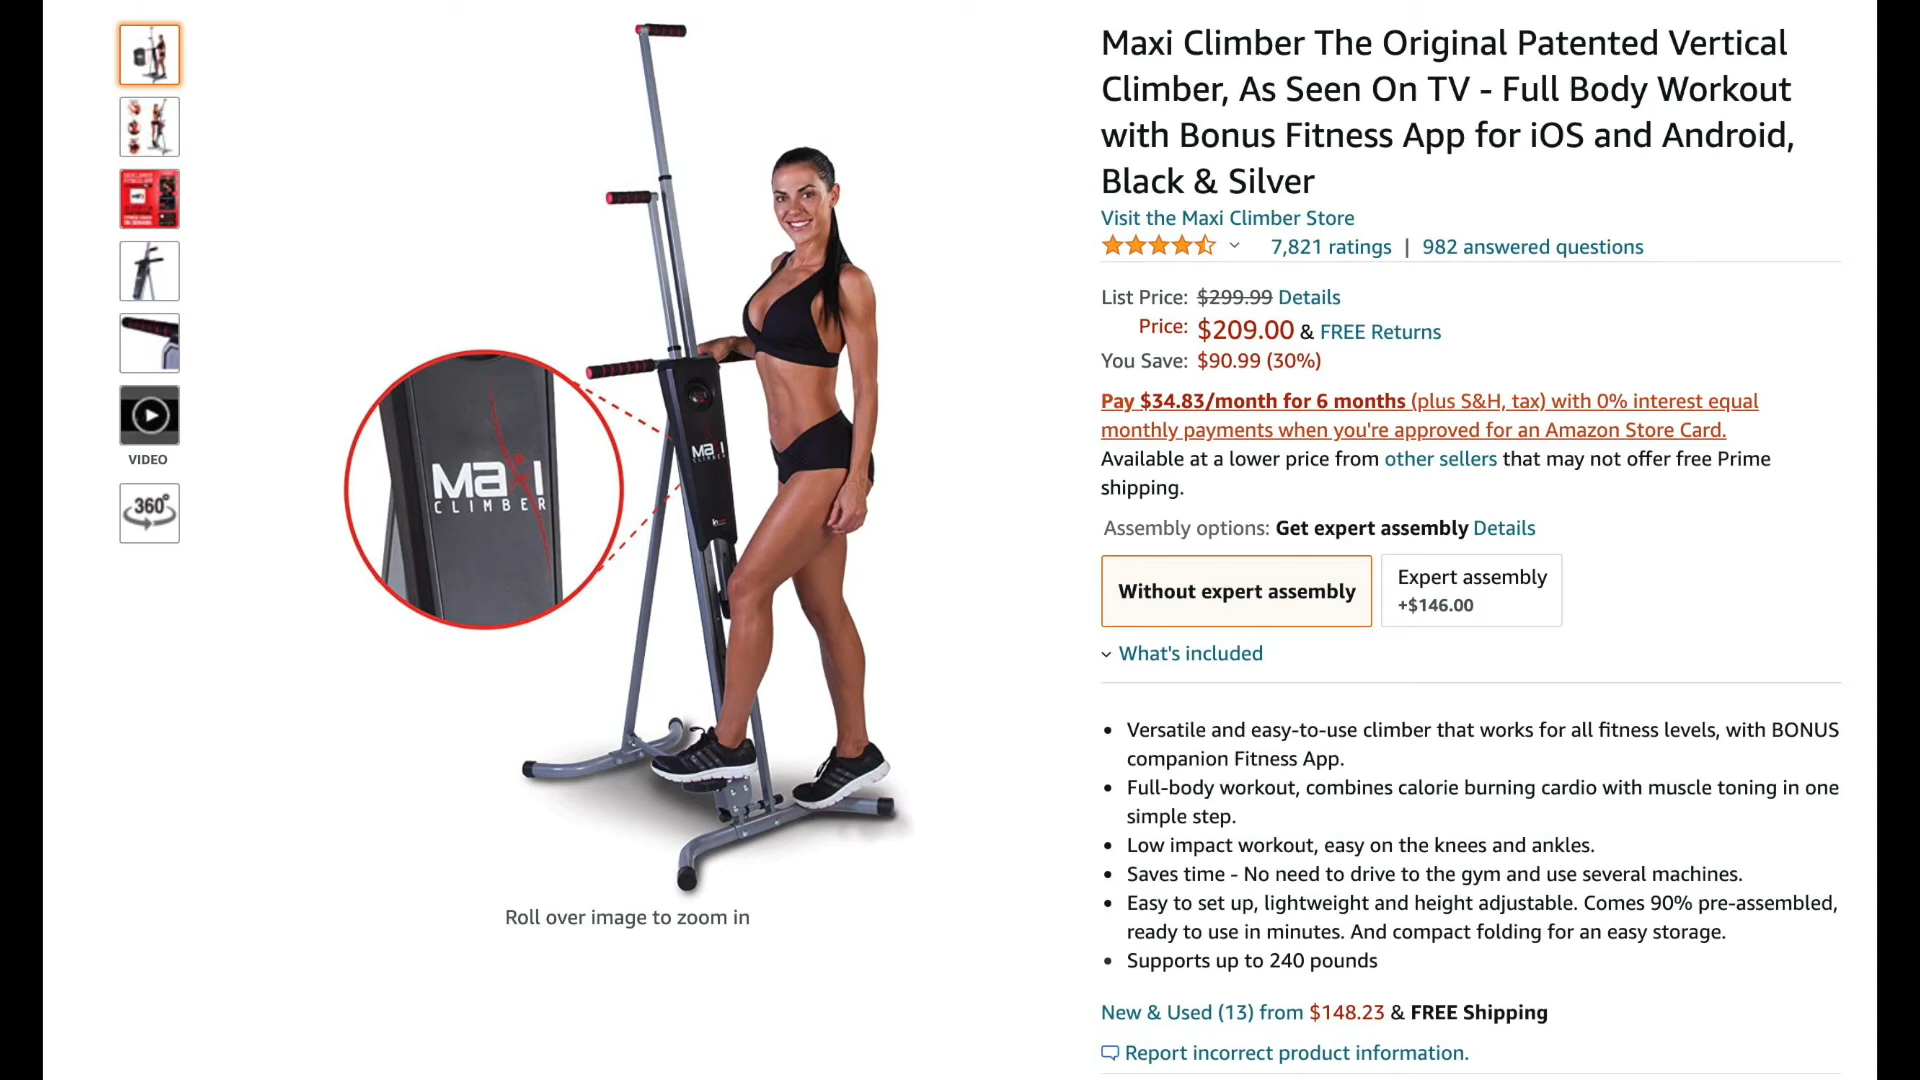 Maxi Climber The Original Patented Vertical
Climber, As Seen On TV - Full Body Workout
with Bonus Fitness App for iOS and Android,
Black & Silver
Visit the Maxi Climber Store
7,821 ratings | 982 answered questions
List Price: $299.99 Details
Price: $209.00 & FREE Returns
You Save: $90.99 (30%)
Pay $34.83/month for 6 months (plus S&H, tax) with 0% interest equal
monthly payments when you're approved for an Amazon Store Card.
Available at a lower price from other sellers that may not offer free Prime
shipping.
Assembly options: Get expert assembly Details
Without expert assembly
Expert assembly
+$146.00
What's included
• Versatile and easy-to-use climber that works for all fitness levels, with BONUS
companion Fitness App.
• Full-body workout, combines calorie burning cardio with muscle toning in one
simple step.
• Low impact workout, easy on the knees and ankles.
• Saves time - No need to drive to the gym and use several machines.
• Easy to set up, lightweight and height adjustable. Comes 90% pre-assembled,
ready to use in minutes. And compact folding for an easy storage.
• Supports up to 240 pounds
New & Used (13) from $148.23 & FREE Shipping
Report incorrect product information.
VIDEO
360°
Maxi
CLIMBER
Maxi
CLIMBER
Roll over image to zoom in